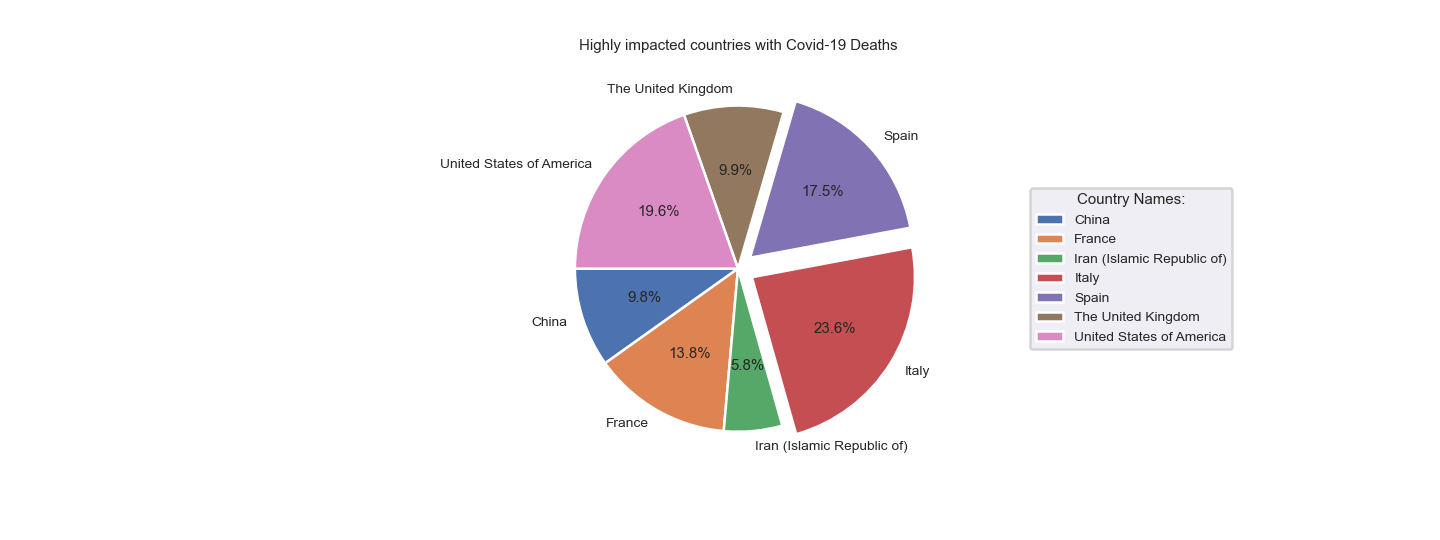 Highly impacted countries with Covid-19 Deaths
The United Kingdom
Spain
United States of America
9.9%
17.5%
19.6%
9.8%
China
13.8%
5.8%
23.6%
Italy
France
Iran (Islamic Republic of)
Country Names:
China
France
Iran (Islamic Republic of)
Italy
Spain
The United Kingdom
United States of America